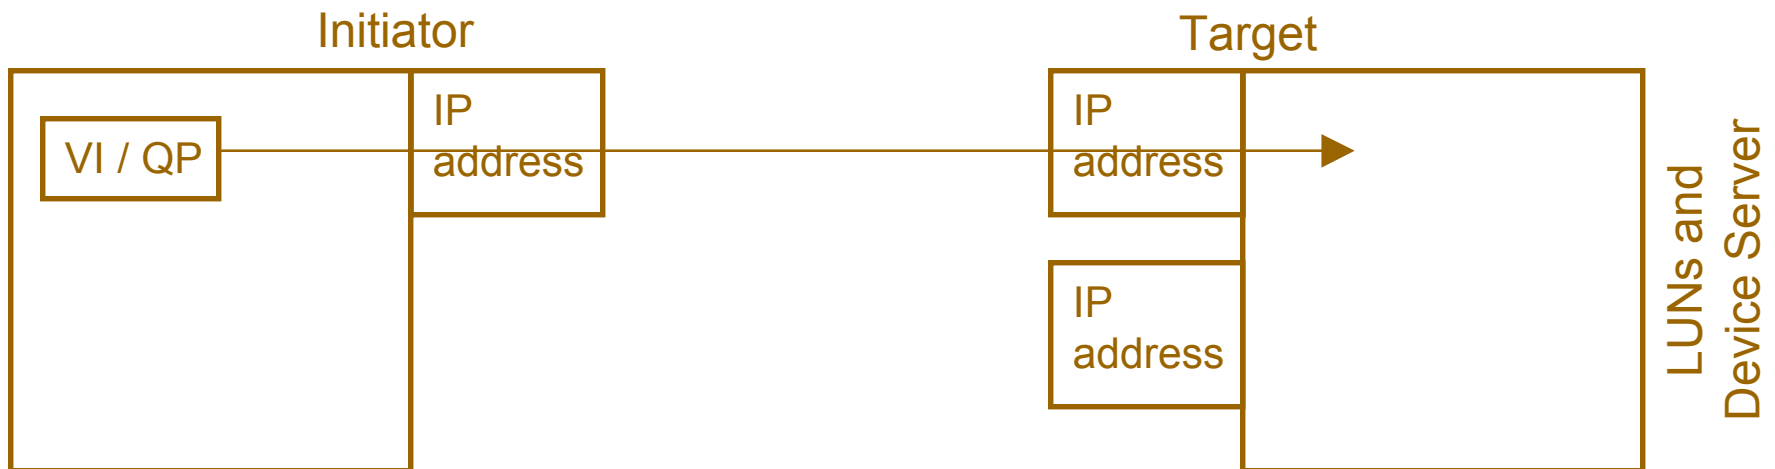 Initiator
Target
VI / QP
IP
address
IP
address
IP
address
LUNs and
Device Server